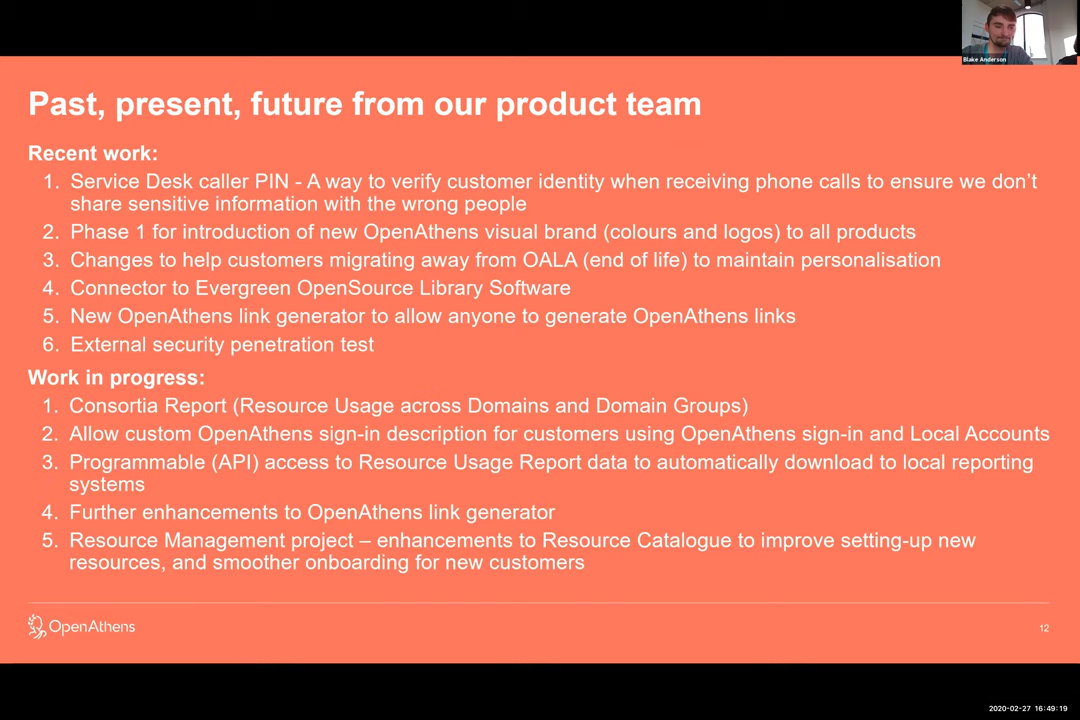 Blake Anderson
Past, present, future from our product team
Recent work:
1. Service Desk caller PIN - A way to verify customer identity when receiving phone calls to ensure we don’t
share sensitive information with the wrong people
2. Phase 1 for introduction of new OpenAthens visual brand (colours and logos) to all products
3. Changes to help customers migrating away from OALA (end of life) to maintain personalisation
4. Connector to Evergreen OpenSource Library Software
5. New OpenAthens link generator to allow anyone to generate OpenAthens links
6. External security penetration test
Work in progress:
1. Consortia Report (Resource Usage across Domains and Domain Groups)
2. Allow custom OpenAthens sign-in description for customers using OpenAthens sign-in and Local Accounts
3. Programmable (API) access to Resource Usage Report data to automatically download to local reporting
systems
4. Further enhancements to OpenAthens link generator
5. Resource Management project – enhancements to Resource Catalogue to improve setting-up new
resources, and smoother onboarding for new customers
OpenAthens
12
2020-02-27 16:49:19